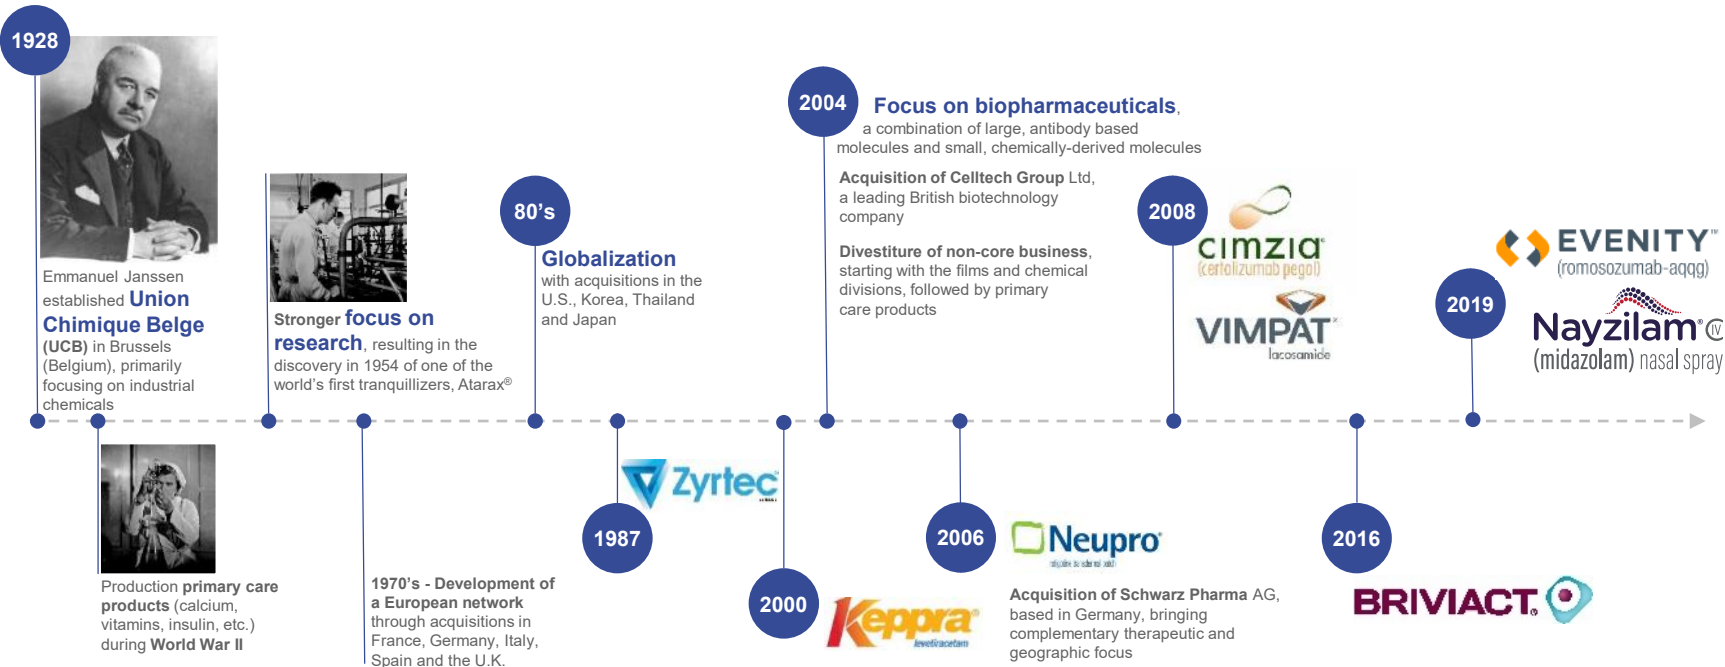 1928
Emmanuel Janssen
established Union
Chimique Belge
(UCB) in Brussels
(Belgium), primarily
focusing on industrial
chemicals
Production primary care
products (calcium,
vitamins, insulin, etc.)
during World War II
Stronger focus on
research, resulting in the
discovery in 1954 of one of the
world's first tranquillizers, Atarax®
1970's - Development of
a European network
through acquisitions in
France, Germany, Italy,
Spain and the U.K.
80's
Globalization
with acquisitions in the
U.S., Korea, Thailand
and Japan
1987
Zyrtec
2000
Keppra®
levetiracetam
2004
Focus on biopharmaceuticals,
a combination of large, antibody based
molecules and small, chemically-derived molecules
Acquisition of Celltech Group Ltd,
a leading British biotechnology
company
Divestiture of non-core business,
starting with the films and chemical
divisions, followed by primary
care products
2006
Neupro®
Acquisition of Schwarz Pharma AG,
based in Germany, bringing
complementary therapeutic and
geographic focus
2008
cimzia®
(certolizumab pegol)
VIMPAT®
lacosamide
2016
BRIVIACT®
2019
EVENITY™
(romosozumab-aqqg)
Nayzilam® IV
(midazolam) nasal spray